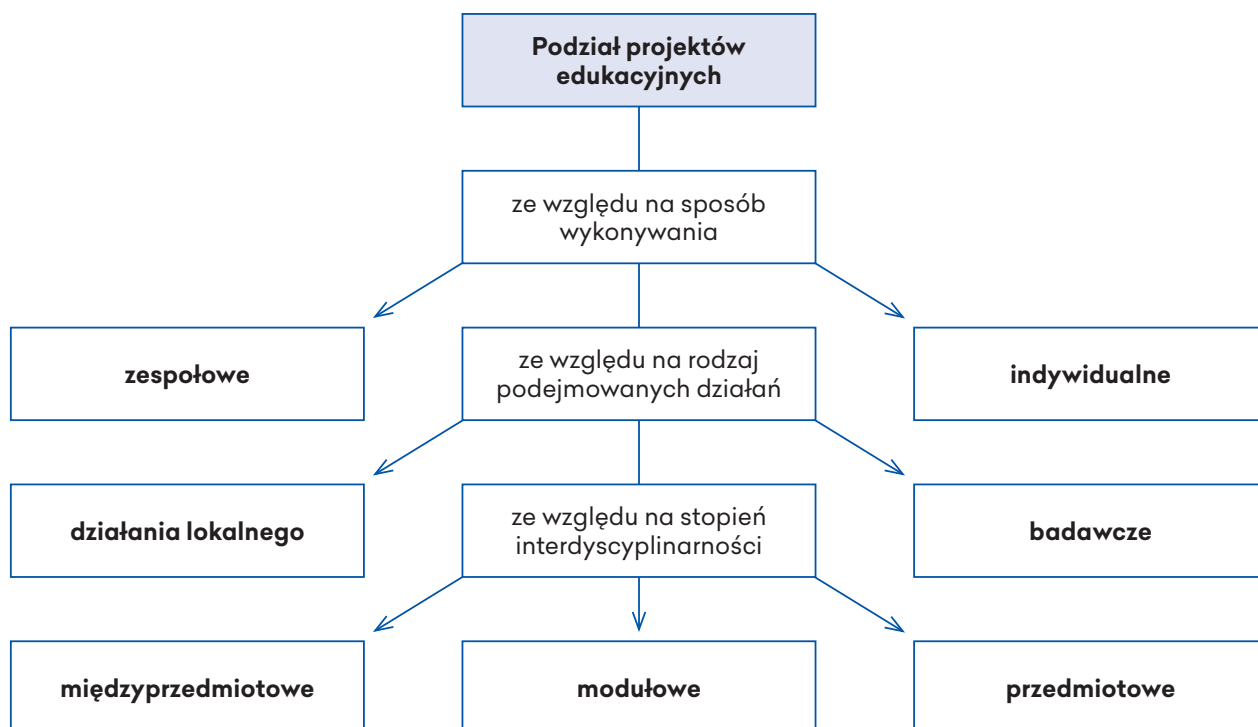 Podział projektów
edukacyjnych
ze względu na sposób
wykonywania
zespołowe
ze względu na rodzaj
podejmowanych działań
indywidualne
działania lokalnego
ze względu na stopień
interdyscyplinarności
badawcze
międzyprzedmiotowe
modułowe
przedmiotowe